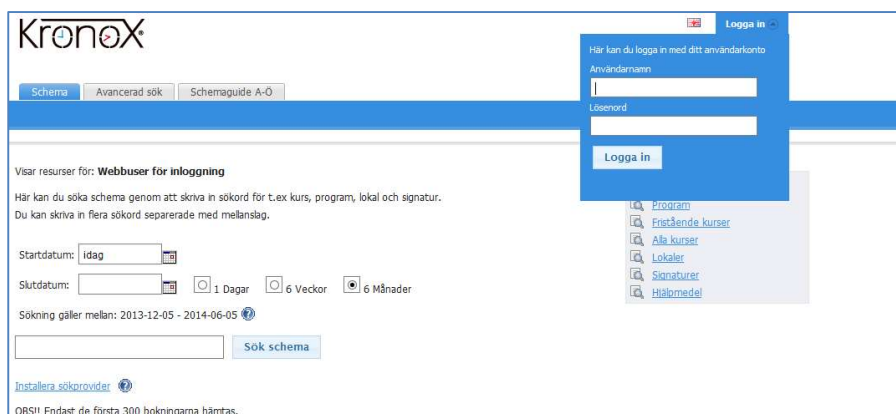 KronoX
Logga in
Här kan du logga in med ditt användarkonto
Användarnamn
Lösenord
Logga in
Schema
Avancerad sök
Schemaguide A-Ö
Visar resurser för: Webbuser för inloggning
Här kan du söka schema genom att skriva in sökord för t.ex kurs, program, lokal och signatur.
Du kan skriva in flera sökord separerade med mellanslag.
Startdatum: idag
Slutdatum: 1 Dagar 6 Veckor 6 Månader
Sökning gäller mellan: 2013-12-05 - 2014-06-05
Sök schema
Installera sökprovider
OBS!! Endast de första 300 bokningarna hämtas.
Program
Fristående kurser
Alla kurser
Lokaler
Signaturer
Hjälpmedel